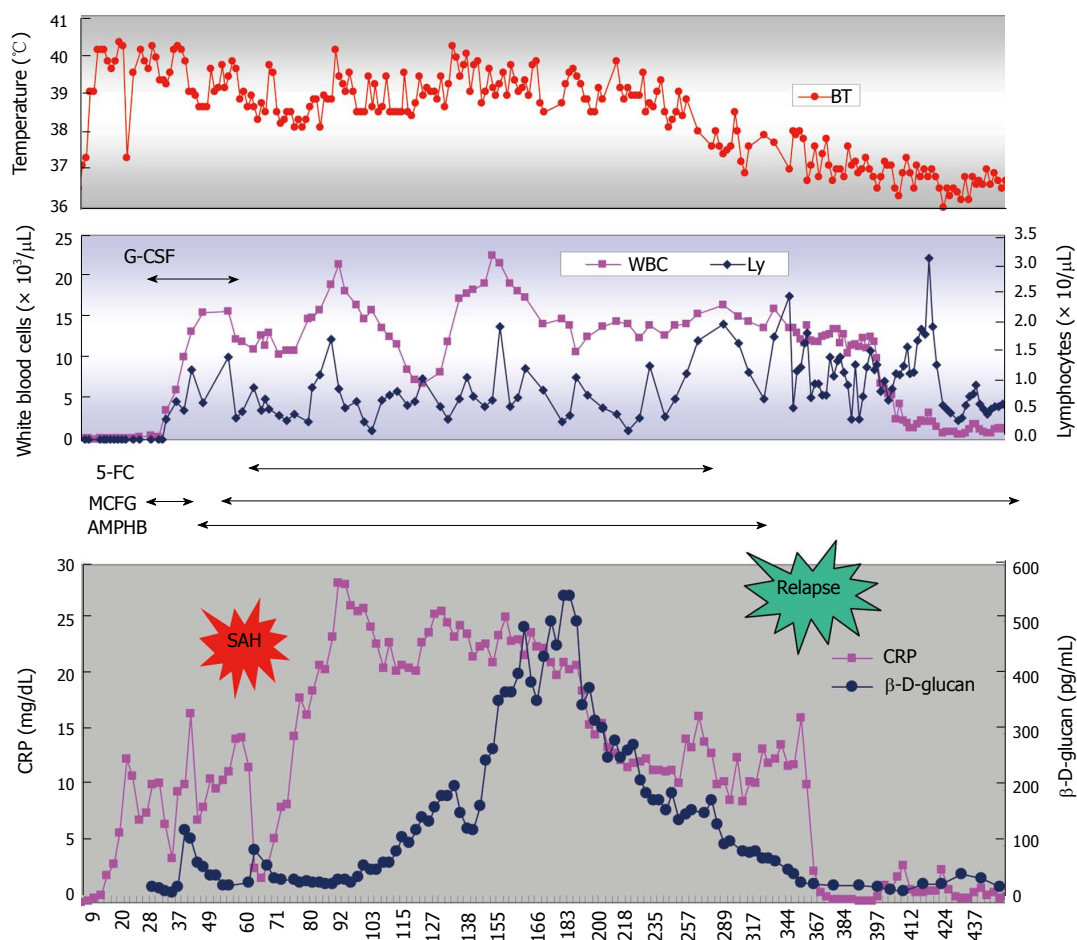 41
40
39
38
37
36
Temperature (℃)
BT
25
20
15
10
5
0
White blood cells (× 10³/μL)
G-CSF
WBC
Ly
3.5
3.0
2.5
2.0
1.5
1.0
0.5
0.0
Lymphocytes (× 10/μL)
5-FC
MCFG
AMPHB
30
25
20
15
10
5
0
CRP (mg/dL)
SAH
Relapse
CRP
β-D-glucan
600
500
400
300
200
100
0
β-D-glucan (pg/mL)
9 20 28 37 49 60 71 80 92 103 115 127 143 155 166 183 200 218 235 257 289 344 367 384 397 412 424 437